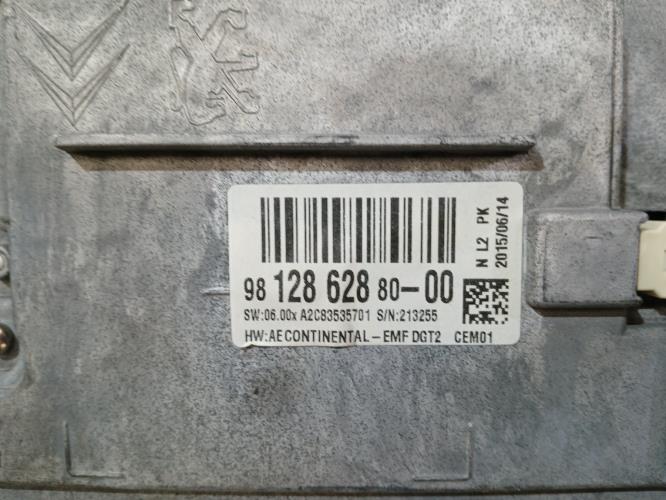 98 128 628 80-00
SW:06.00x A2C83535701 S/N:213255
HW:AE CONTINENTAL-EMF DGT2 CEM01
N L2 PK
2015/06/14